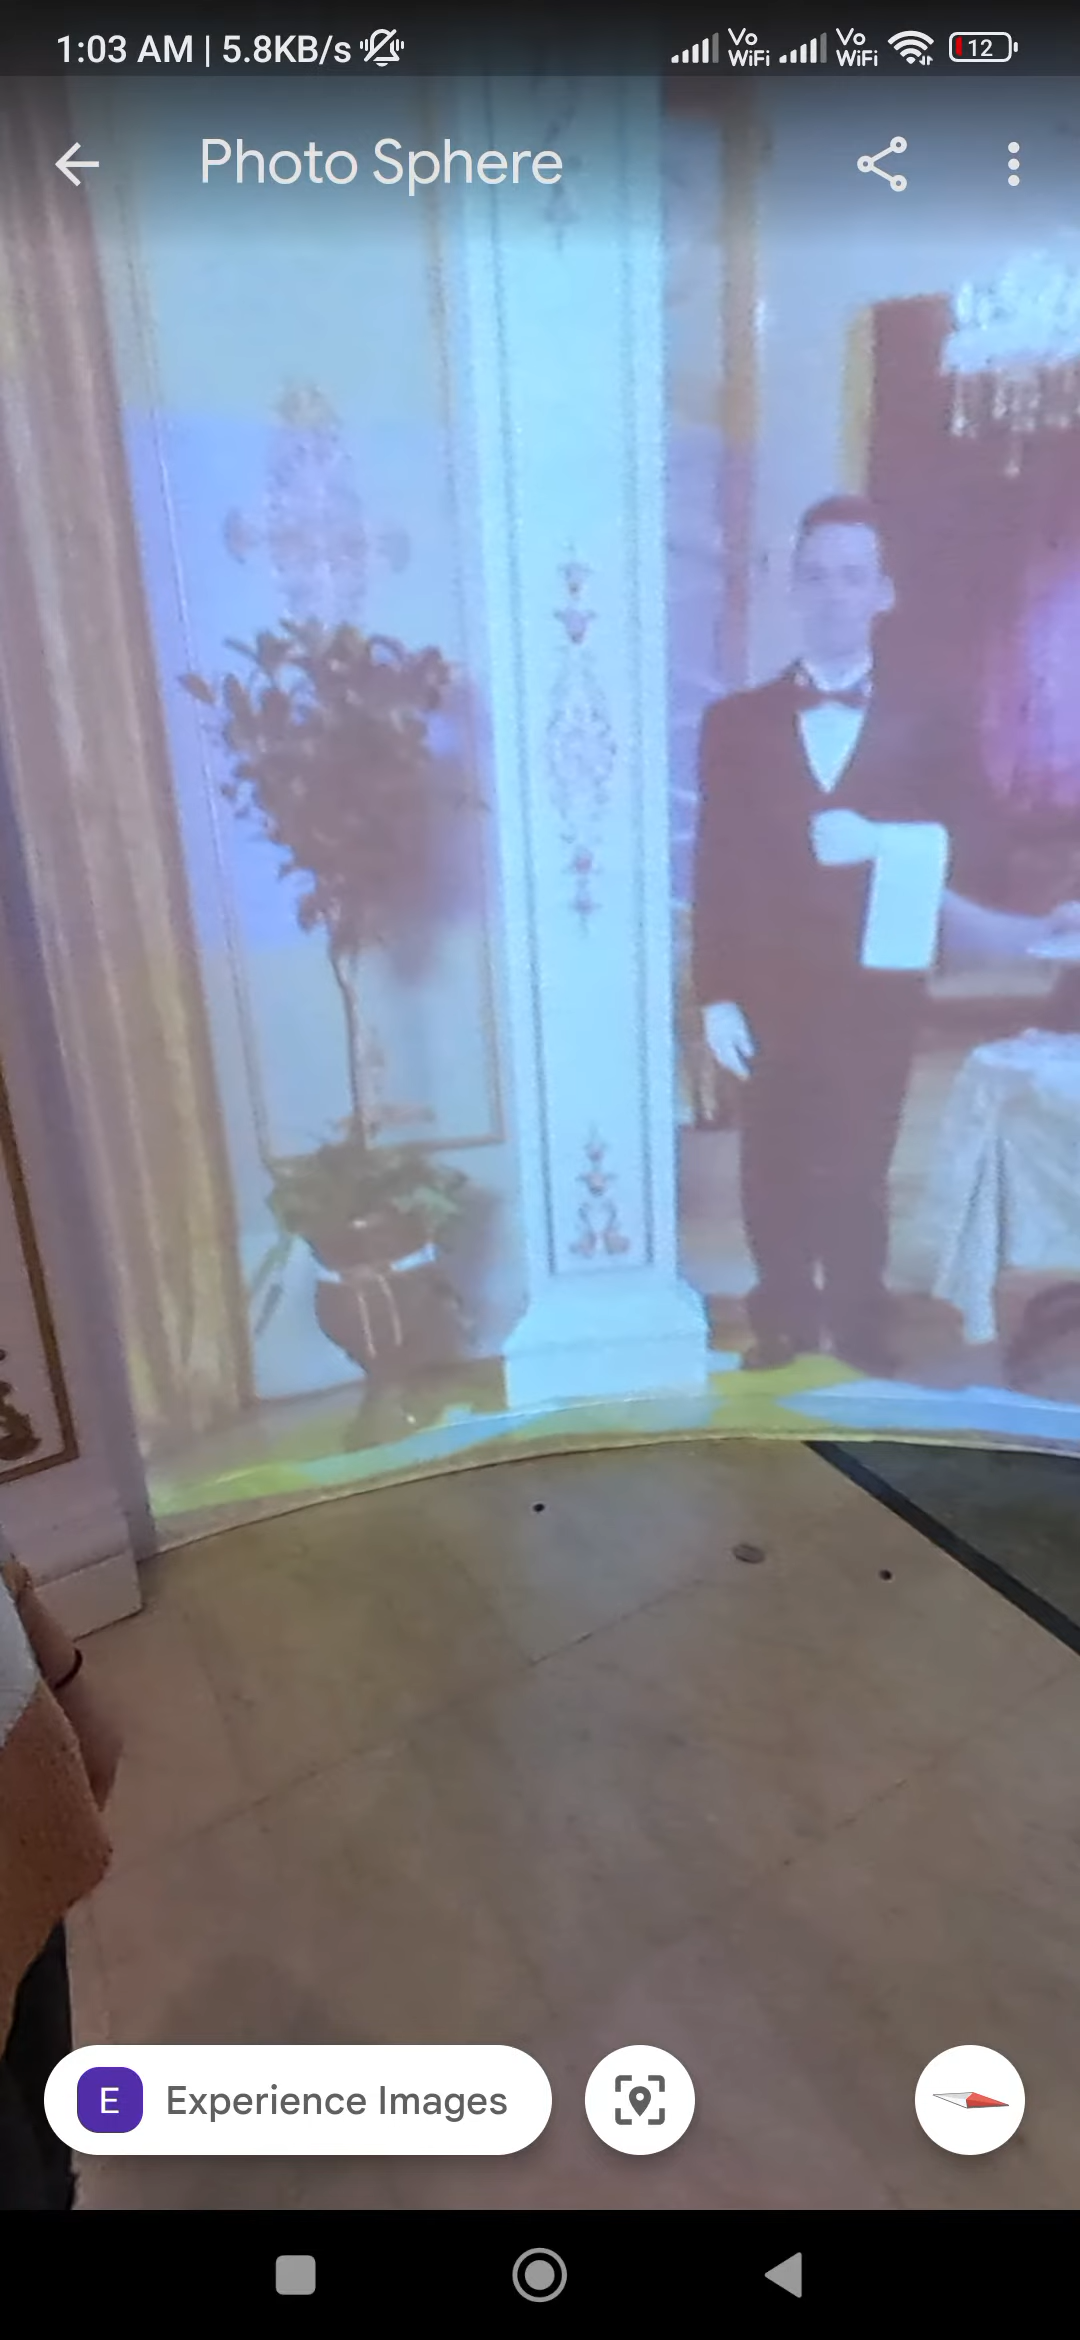 1:03 AM | 5.8KB/s
Vo
WiFi
Vo
WiFi
12
Photo Sphere
E
Experience Images